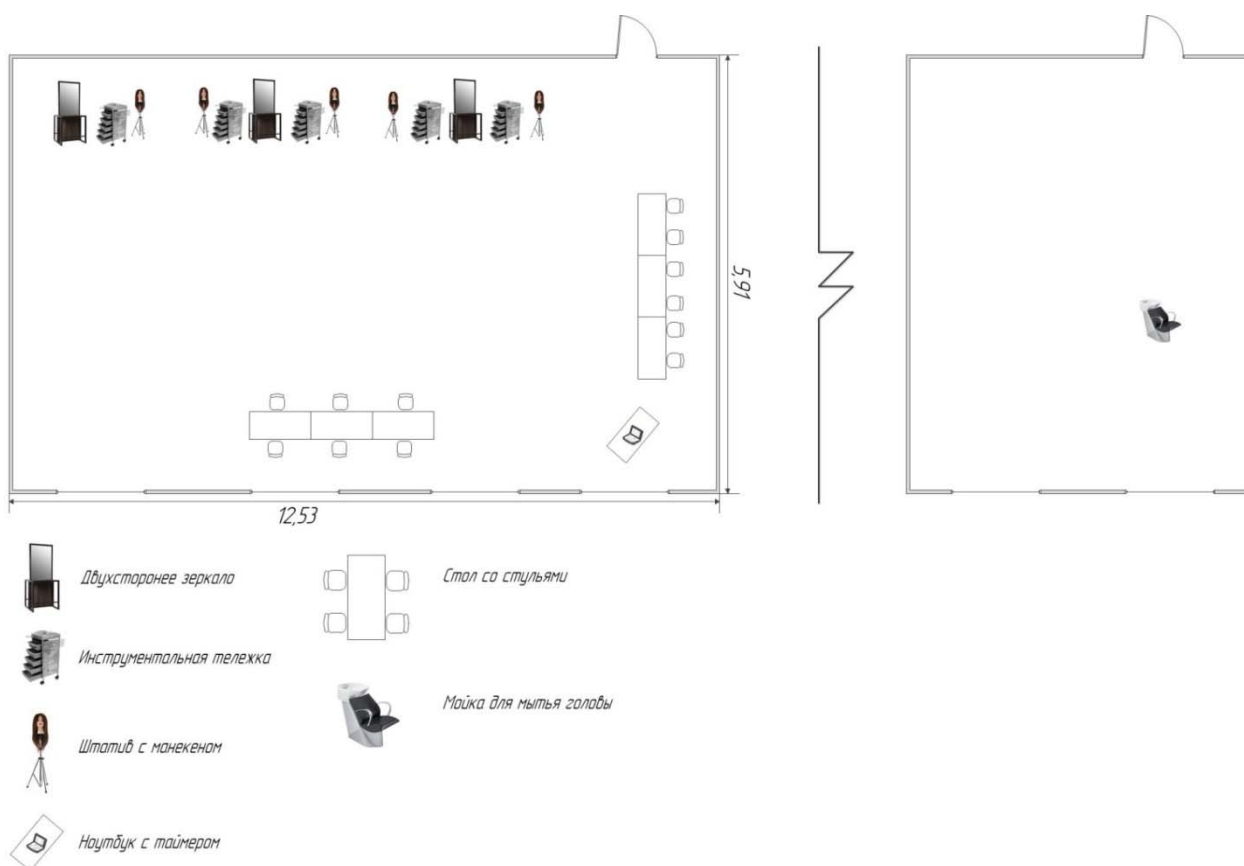 5,91
12,53
Двухсторонее зеркало
Стол со стульями
Инструментальная тележка
Мойка для мытья головы
Штатив с манекеном
Ноутбук с таймером